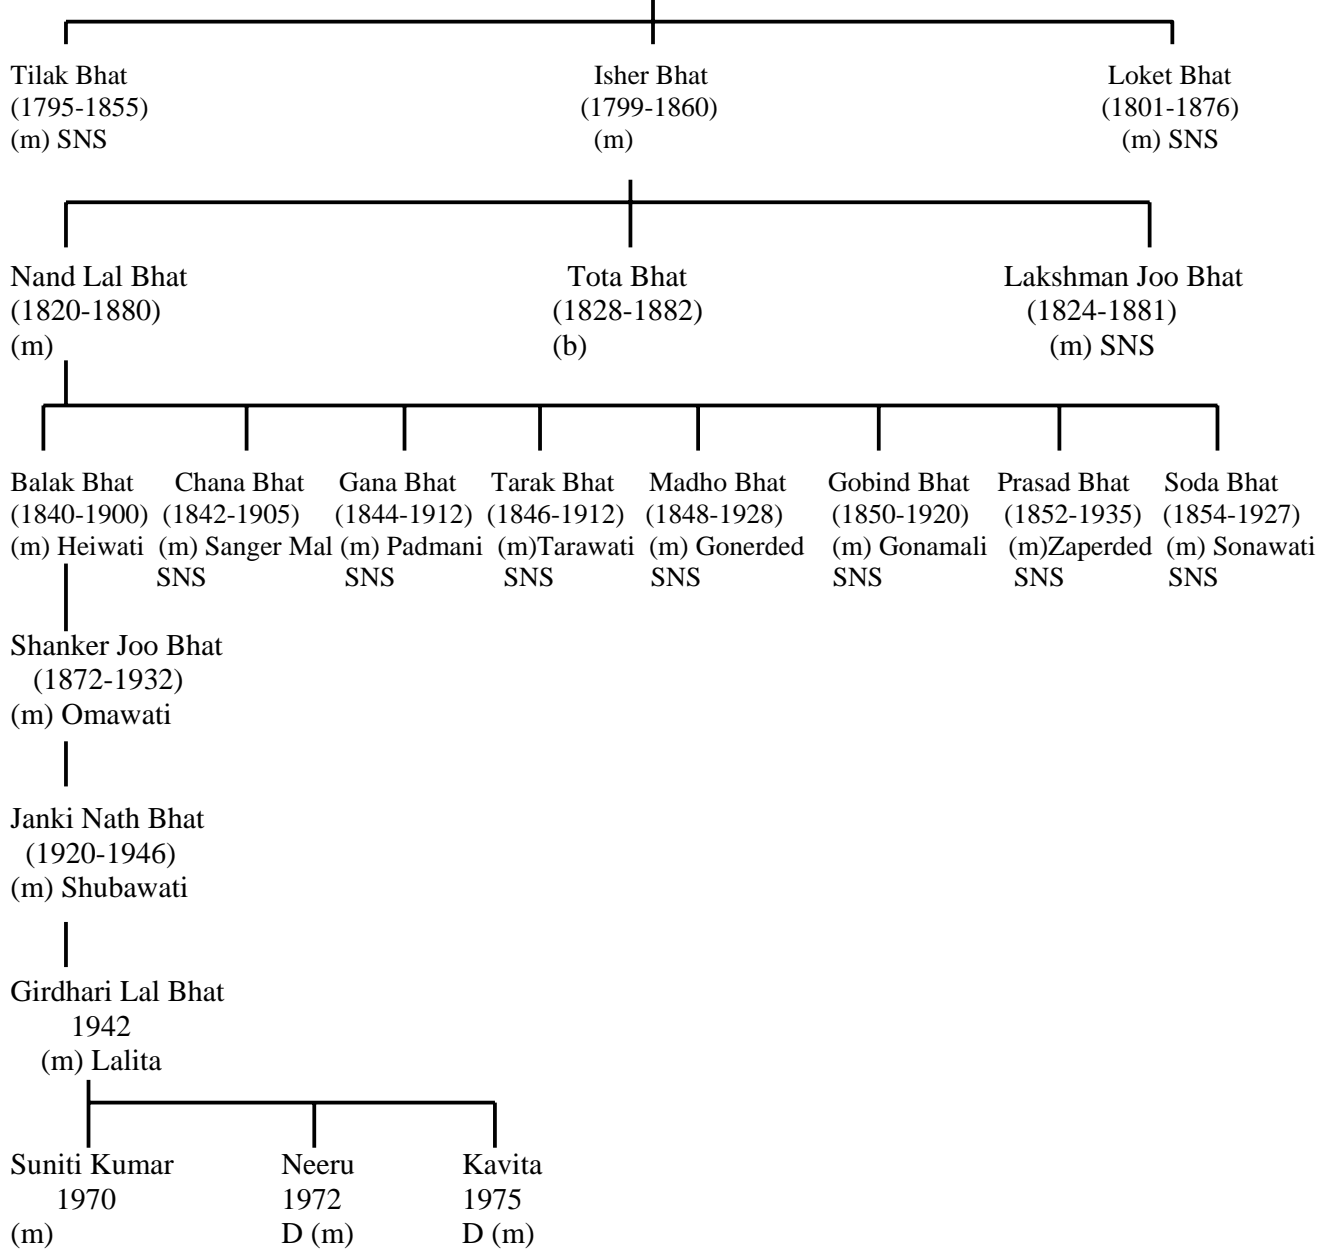 Tilak Bhat Isher Bhat Loket Bhat
(1795-1855) (1799-1860) (1801-1876)
(m) SNS (m) (m) SNS
Nand Lal Bhat Tota Bhat Lakshman Joo Bhat
(1820-1880) (1828-1882) (1824-1881)
(m) (b) (m) SNS
Balak Bhat Chana Bhat Gana Bhat Tarak Bhat Madho Bhat Gobind Bhat Prasad Bhat Soda Bhat
(1840-1900) (1842-1905) (1844-1912) (1846-1912) (1848-1928) (1850-1920) (1852-1935) (1854-1927)
(m) Heiwati (m) Sanger Mal (m) Padmani (m)Tarawati (m) Gonerded (m) Gonamali (m)Zaperded (m) Sonawati
SNS SNS SNS SNS SNS SNS SNS
Shanker Joo Bhat
(1872-1932)
(m) Omawati
Janki Nath Bhat
(1920-1946)
(m) Shubawati
Girdhari Lal Bhat
1942
(m) Lalita
Suniti Kumar Neeru Kavita
1970 1972 1975
(m) D (m) D (m)